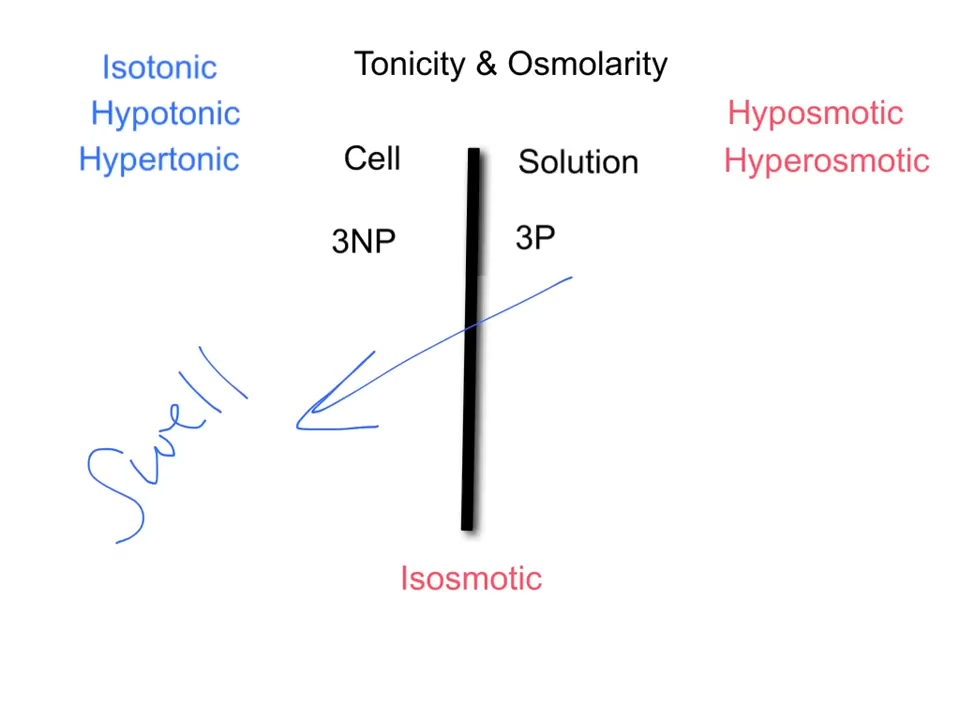 Tonicity & Osmolarity
Isotonic
Hypotonic
Hypertonic
Hyposmotic
Hyperosmotic
Cell
Solution
3NP
3P
Swell
Isosmotic